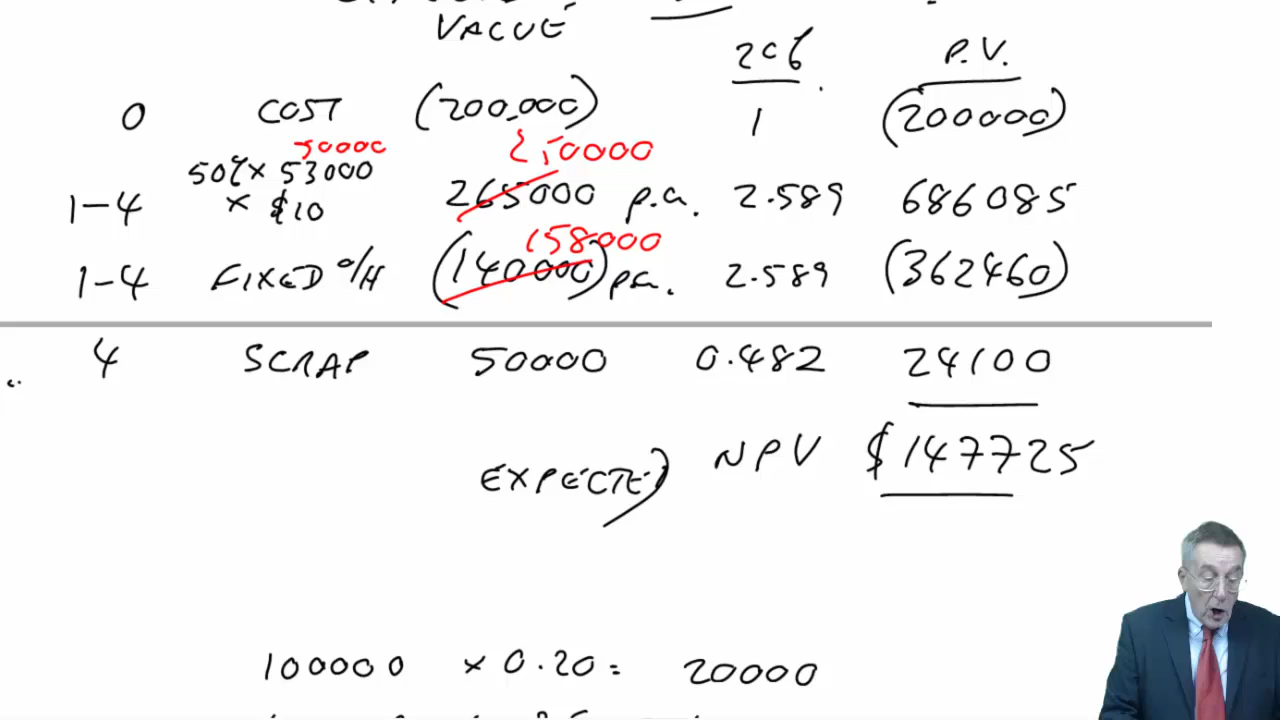 VALUE
20% P.V.
0 COST (200,000) 1 (200000)
50000 2,50000
50% × 53000
1-4 × $10 265000 p.a. 2.589 686085
158000
1-4 FIXED O/H (140000) p.a. 2.589 (362460)
4 SCRAP 50000 0.482 24100
EXPECTED NPV $147725
100000 × 0.20 = 20000